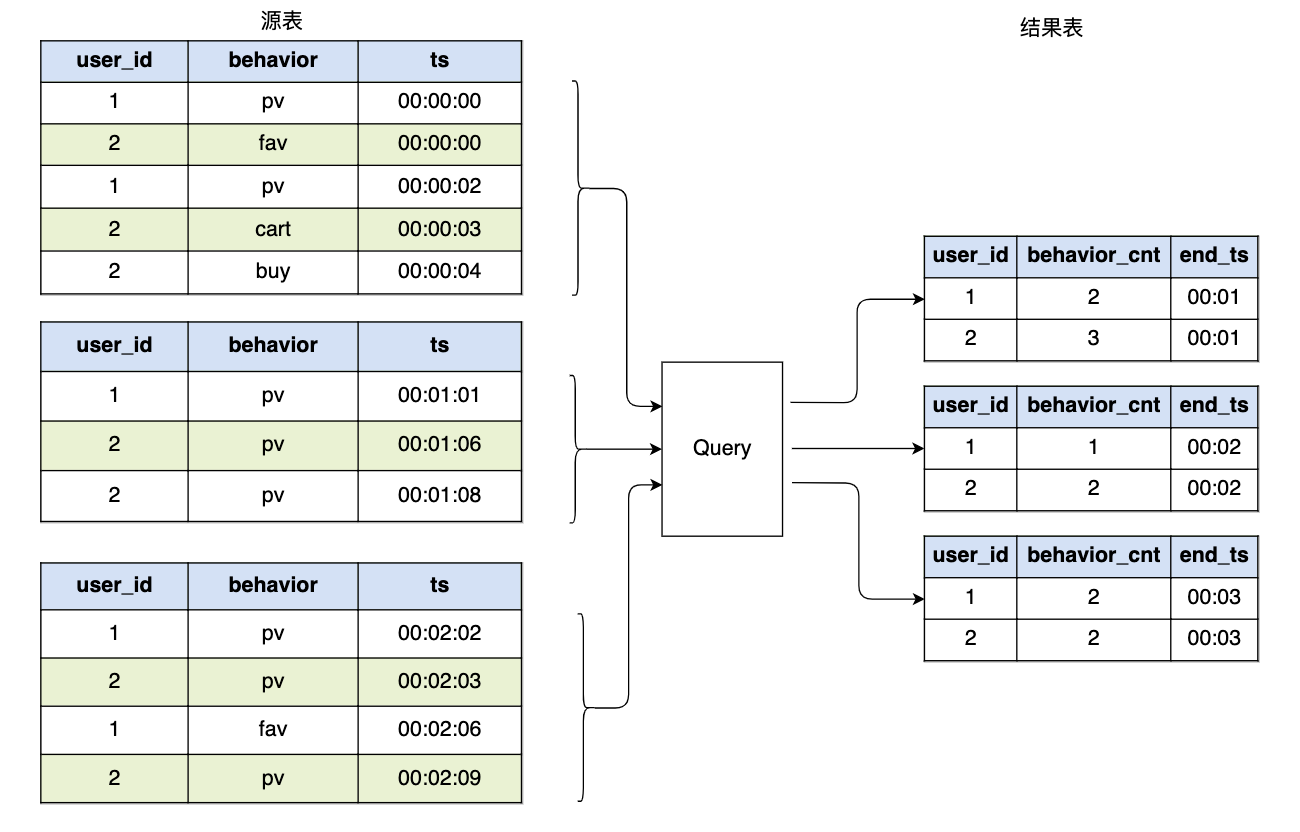 源表
user_id behavior ts
1 pv 00:00:00
2 fav 00:00:00
1 pv 00:00:02
2 cart 00:00:03
2 buy 00:00:04
user_id behavior ts
1 pv 00:01:01
2 pv 00:01:06
2 pv 00:01:08
user_id behavior ts
1 pv 00:02:02
2 pv 00:02:03
1 fav 00:02:06
2 pv 00:02:09
Query
结果表
user_id behavior_cnt end_ts
1 2 00:01
2 3 00:01
user_id behavior_cnt end_ts
1 1 00:02
2 2 00:02
user_id behavior_cnt end_ts
1 2 00:03
2 2 00:03